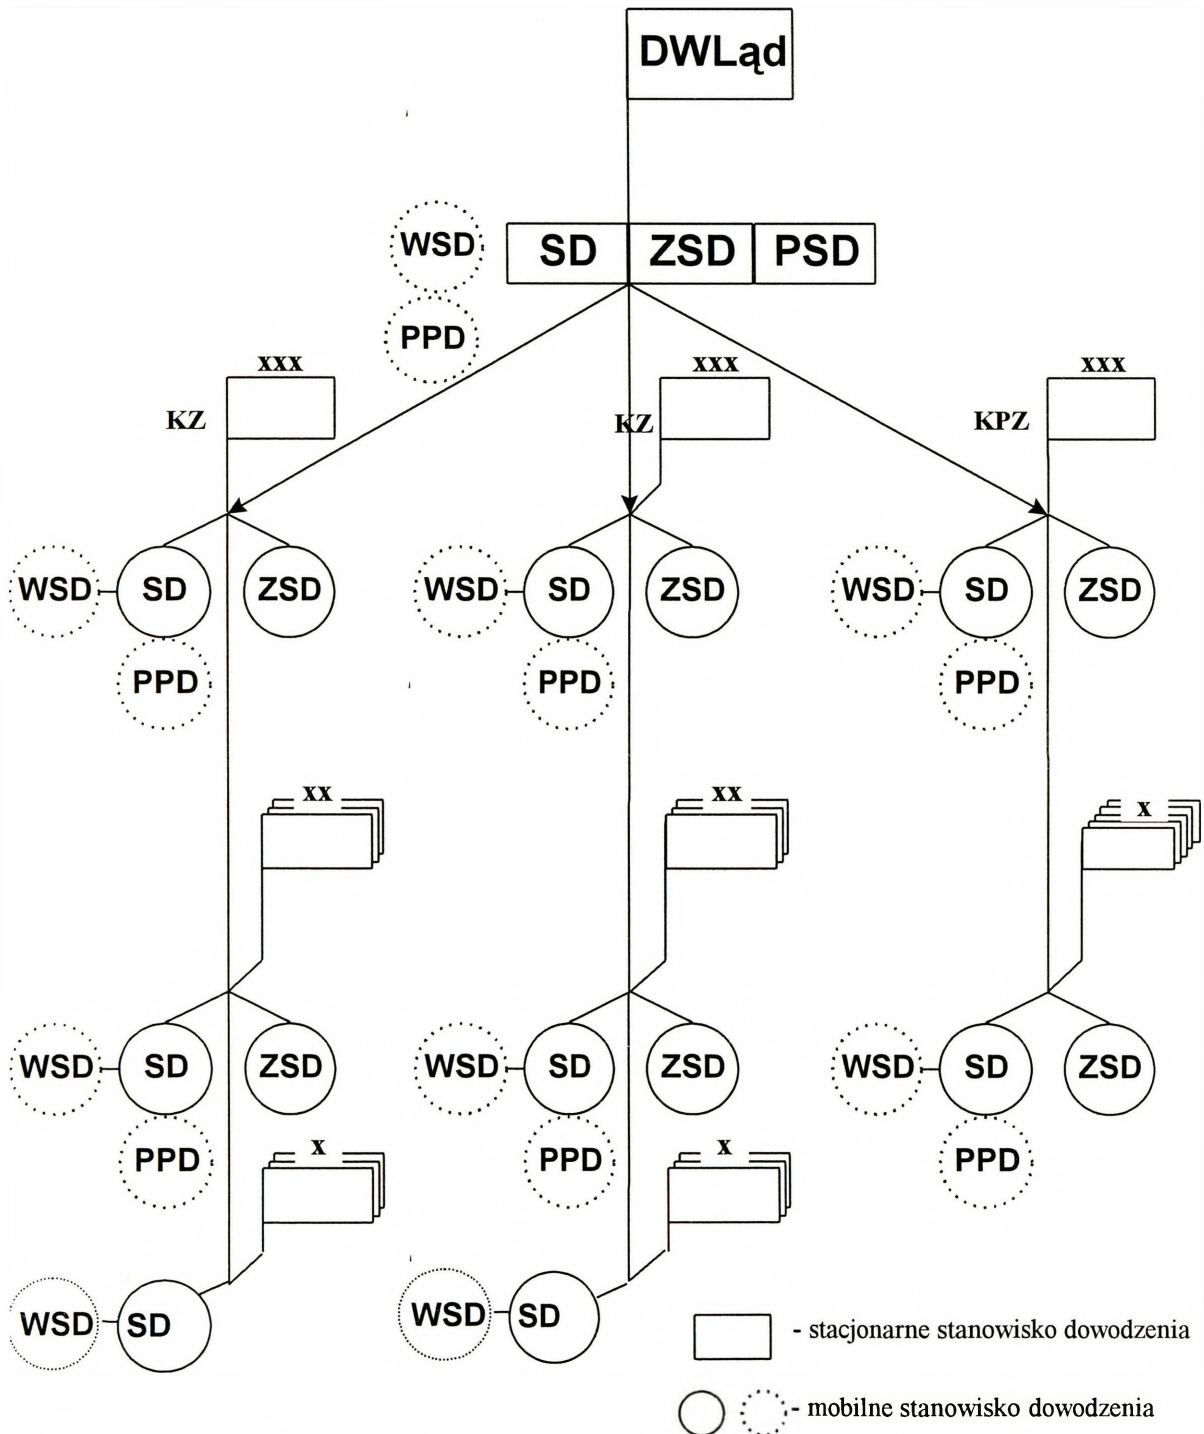 DWLąd
WSD SD ZSD PSD
PPD
xxx xxx xxx
KZ KZ KPZ
WSD SD ZSD WSD SD ZSD WSD SD ZSD
PPD PPD PPD
xx xx x
WSD SD ZSD WSD SD ZSD WSD SD ZSD
PPD PPD PPD
x x
WSD SD WSD SD
- stacjonarne stanowisko dowodzenia
- mobilne stanowisko dowodzenia